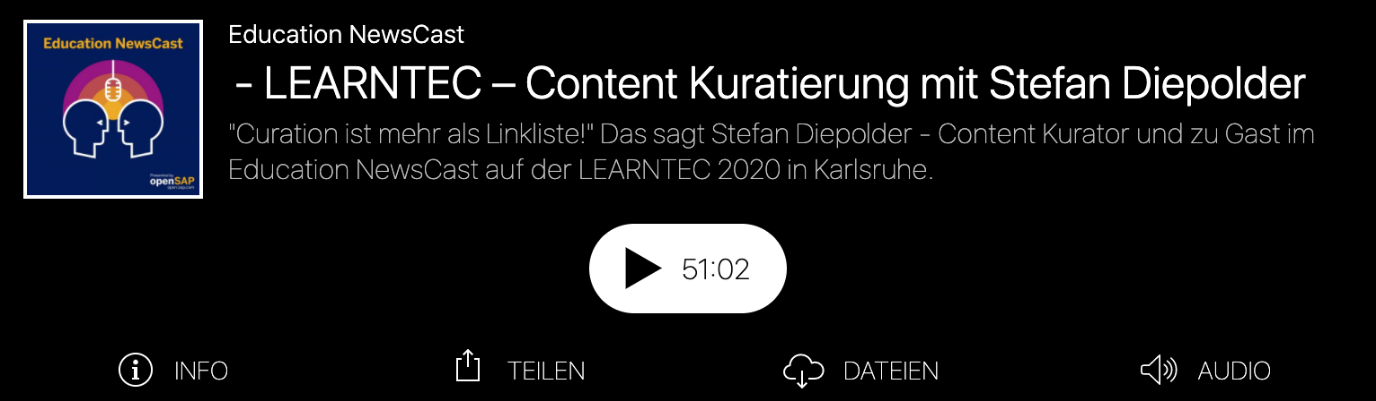 Education NewsCast
Presented by
openSAP
open.sap.com
Education NewsCast
- LEARNTEC – Content Kuratierung mit Stefan Diepolder
"Curation ist mehr als Linkliste!" Das sagt Stefan Diepolder - Content Kurator und zu Gast im
Education NewsCast auf der LEARNTEC 2020 in Karlsruhe.
51:02
INFO TEILEN DATEIEN AUDIO